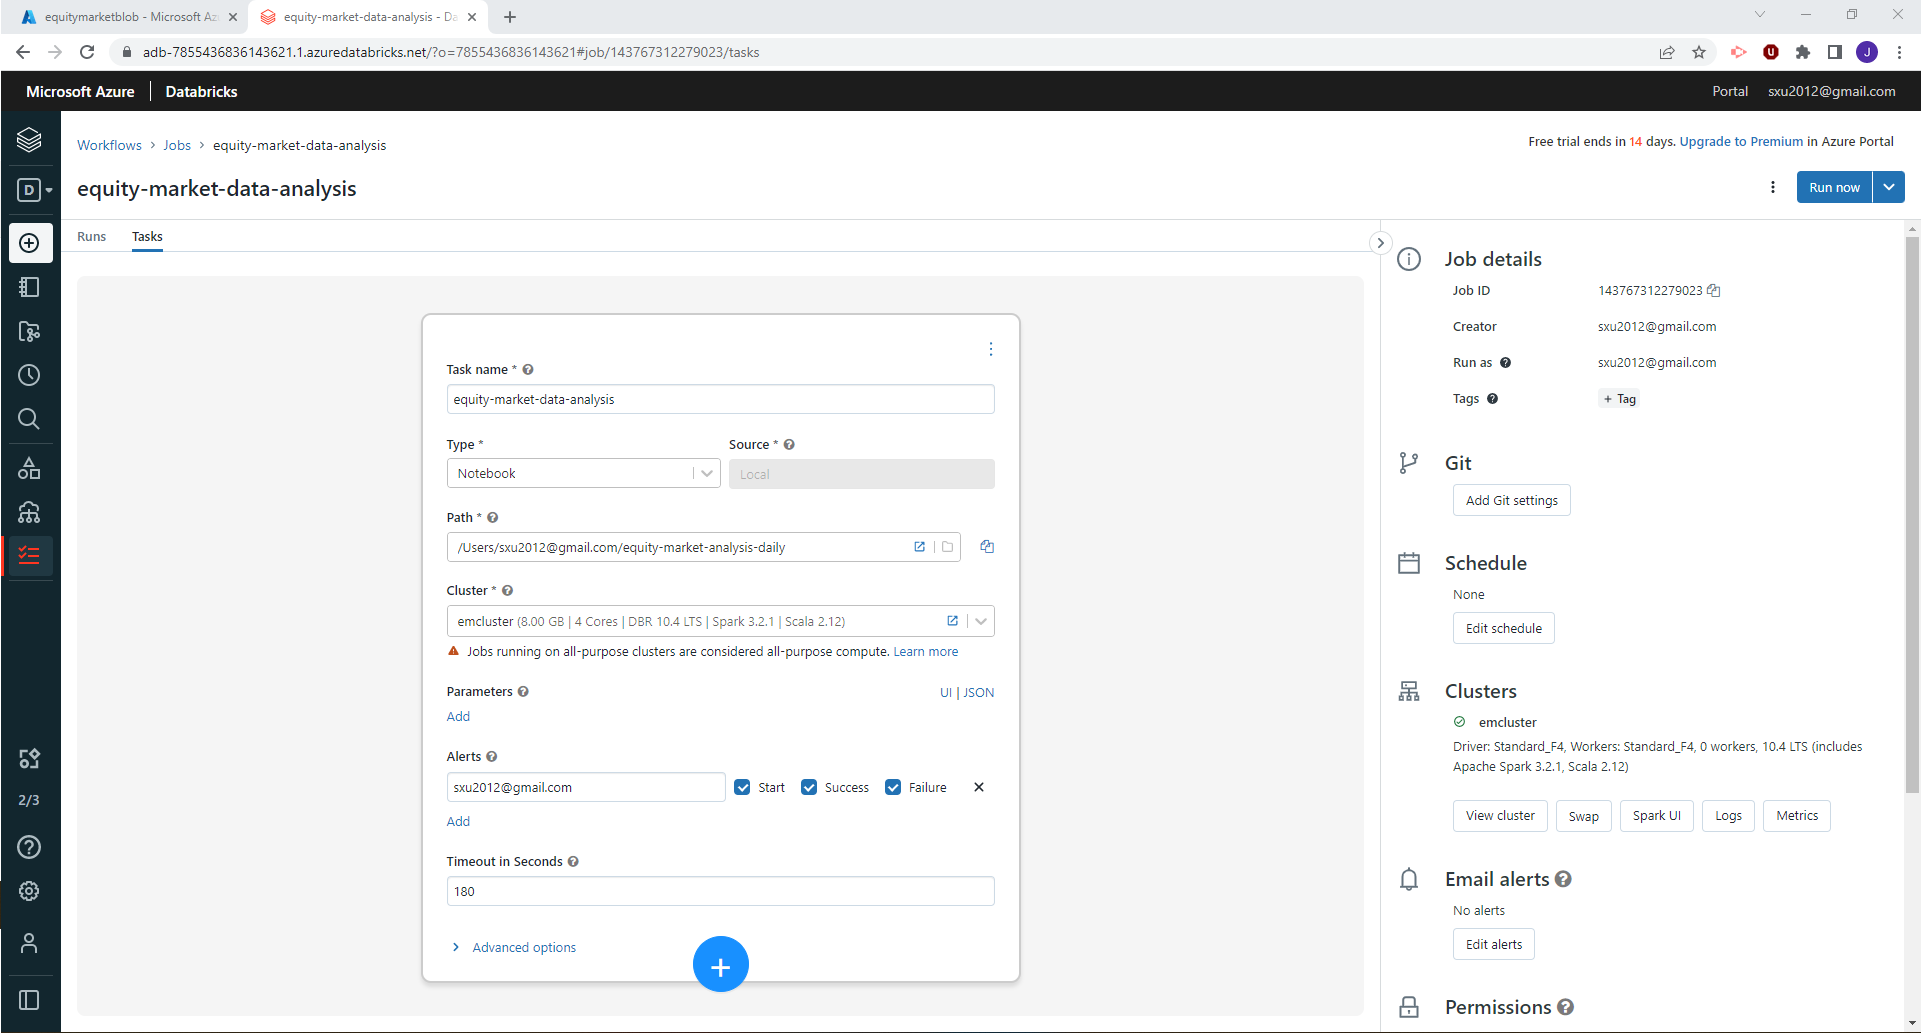 equitymarketblob - Microsoft Az
equity-market-data-analysis - Da
adb-7855436836143621.1.azuredatabricks.net/?o=7855436836143621#job/143767312279023/tasks
U
J
Microsoft Azure | Databricks
Portal sxu2012@gmail.com
D
2/3
Workflows > Jobs > equity-market-data-analysis
Free trial ends in 14 days. Upgrade to Premium in Azure Portal
equity-market-data-analysis
Run now
Runs Tasks
Task name *
equity-market-data-analysis
Type * Source *
Notebook Local
Path *
/Users/sxu2012@gmail.com/equity-market-analysis-daily
Cluster *
emcluster (8.00 GB | 4 Cores | DBR 10.4 LTS | Spark 3.2.1 | Scala 2.12)
Jobs running on all-purpose clusters are considered all-purpose compute. Learn more
Parameters UI | JSON
Add
Alerts
sxu2012@gmail.com Start Success Failure
Add
Timeout in Seconds
180
Advanced options
Job details
Job ID 143767312279023
Creator sxu2012@gmail.com
Run as sxu2012@gmail.com
Tags + Tag
Git
Add Git settings
Schedule
None
Edit schedule
Clusters
emcluster
Driver: Standard_F4, Workers: Standard_F4, 0 workers, 10.4 LTS (includes
Apache Spark 3.2.1, Scala 2.12)
View cluster Swap Spark UI Logs Metrics
Email alerts
No alerts
Edit alerts
Permissions